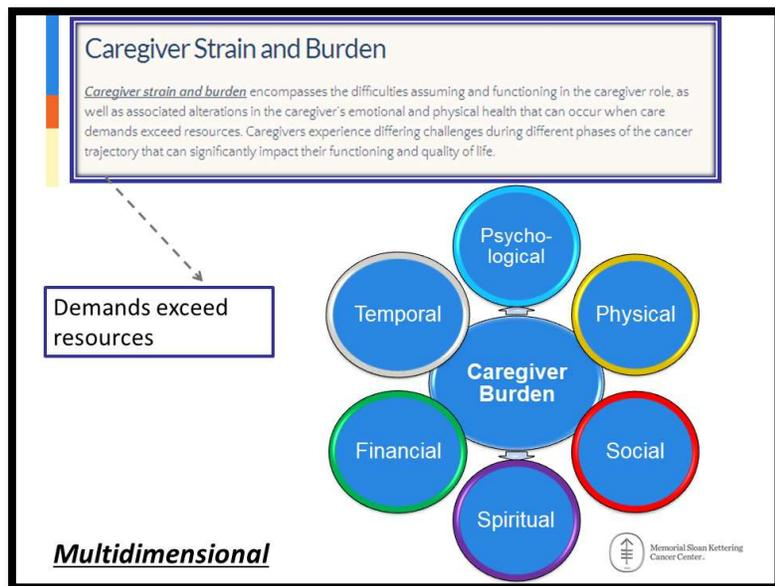 Caregiver Strain and Burden
Caregiver strain and burden encompasses the difficulties assuming and functioning in the caregiver role, as
well as associated alterations in the caregiver's emotional and physical health that can occur when care
demands exceed resources. Caregivers experience differing challenges during different phases of the cancer
trajectory that can significantly impact their functioning and quality of life.
Psycho-
logical
Demands exceed
resources
Temporal
Physical
Caregiver
Burden
Financial
Social
Spiritual
Multidimensional
Memorial Sloan Kettering
Cancer Center